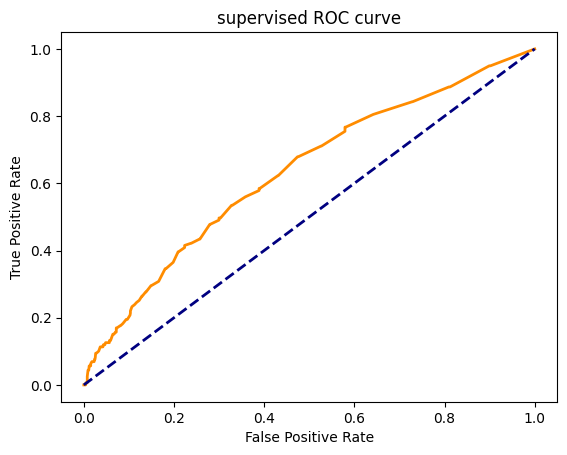 supervised ROC curve
True Positive Rate
1.0
0.8
0.6
0.4
0.2
0.0
0.0 0.2 0.4 0.6 0.8 1.0
False Positive Rate